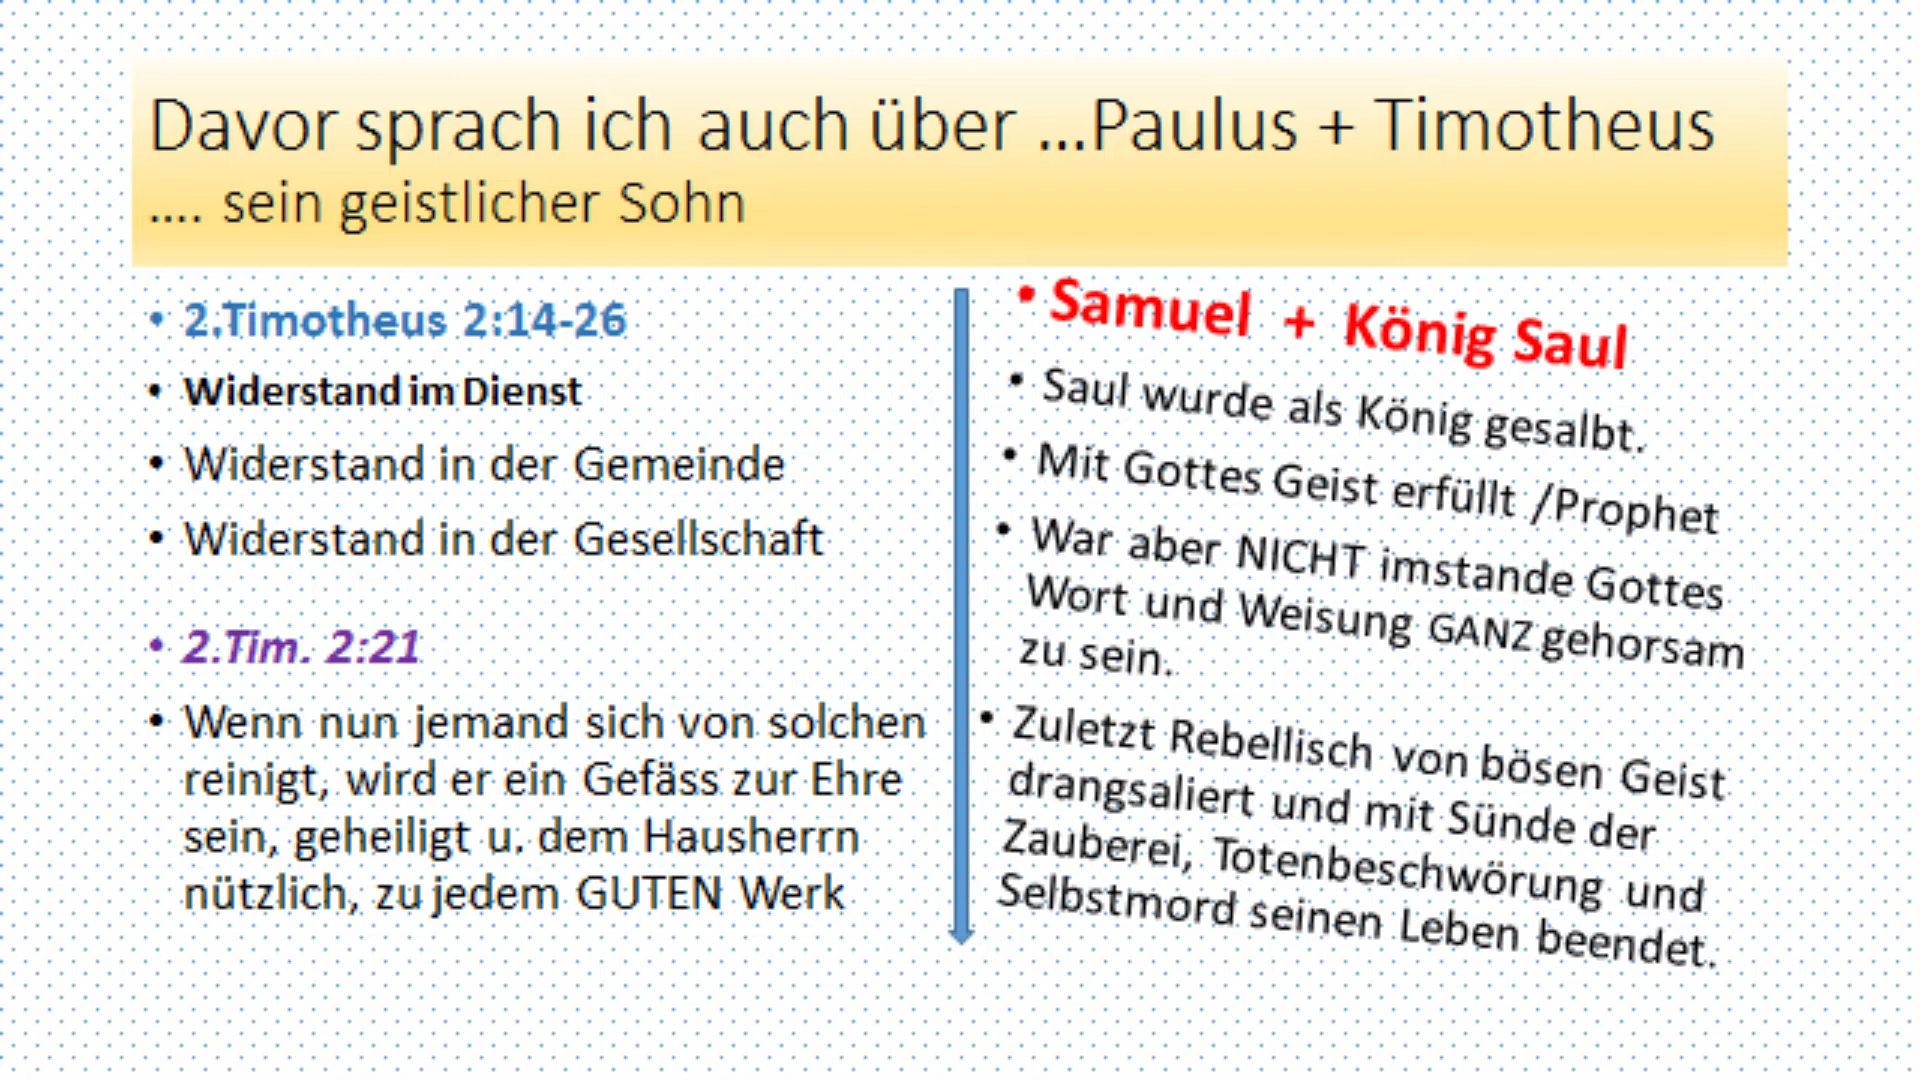 Davor sprach ich auch über ...Paulus + Timotheus
.... sein geistlicher Sohn
• 2.Timotheus 2:14-26
• Widerstand im Dienst
• Widerstand in der Gemeinde
• Widerstand in der Gesellschaft
• 2.Tim. 2:21
• Wenn nun jemand sich von solchen
reinigt, wird er ein Gefäss zur Ehre
sein, geheiligt u. dem Hausherrn
nützlich, zu jedem GUTEN Werk
• Samuel + König Saul
• Saul wurde als König gesalbt.
• Mit Gottes Geist erfüllt /Prophet
• War aber NICHT imstande Gottes
Wort und Weisung GANZ gehorsam
zu sein.
• Zuletzt Rebellisch von bösen Geist
drangsaliert und mit Sünde der
Zauberei, Totenbeschwörung und
Selbstmord seinen Leben beendet.